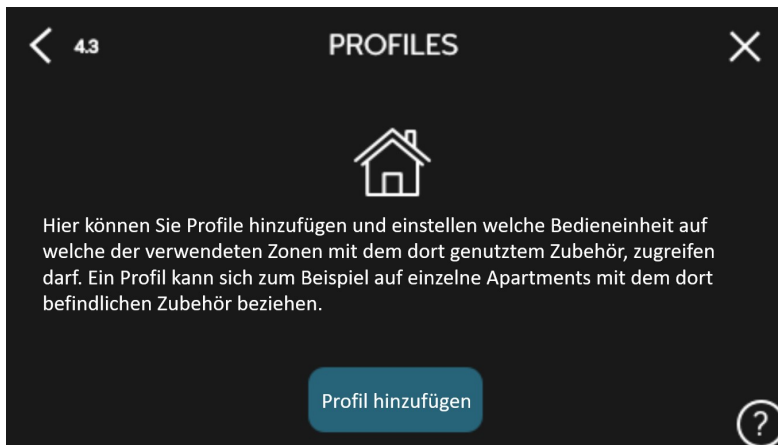 4.3
PROFILES
Hier können Sie Profile hinzufügen und einstellen welche Bedieneinheit auf
welche der verwendeten Zonen mit dem dort genutztem Zubehör, zugreifen
darf. Ein Profil kann sich zum Beispiel auf einzelne Apartments mit dem dort
befindlichen Zubehör beziehen.
Profil hinzufügen
?